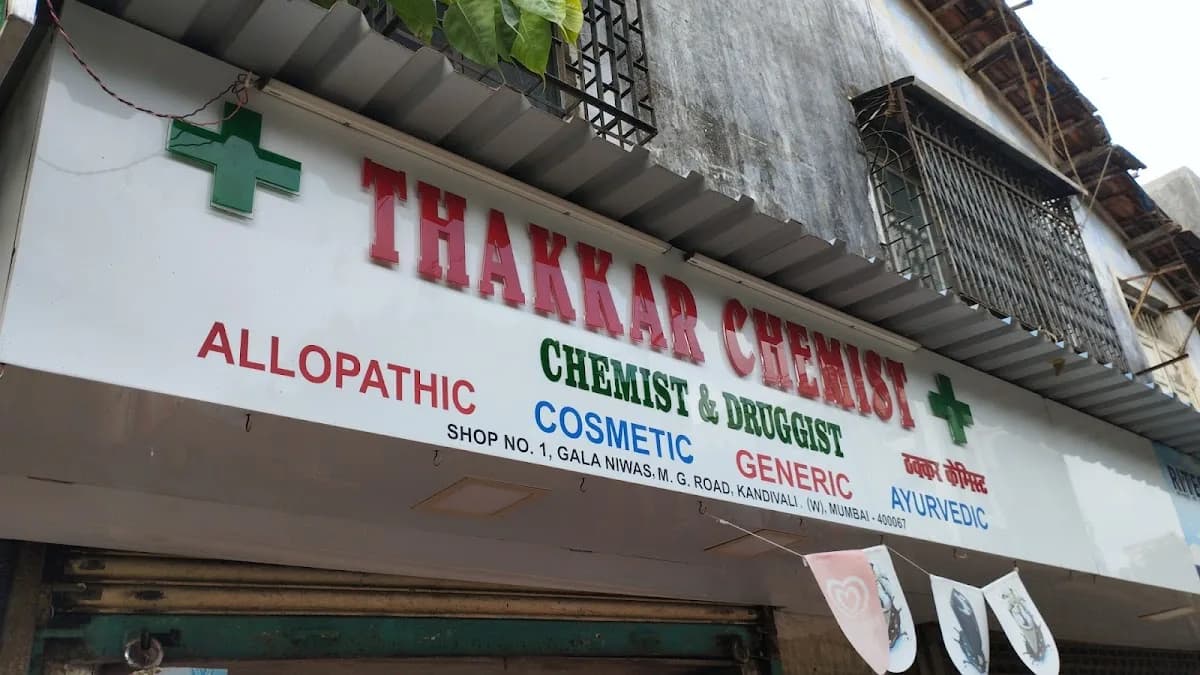 THAKKAR CHEMIST
CHEMIST & DRUGGIST
ठक्कर केमिस्ट
ALLOPATHIC COSMETIC GENERIC AYURVEDIC
SHOP NO. 1, GALA NIWAS, M. G. ROAD, KANDIVALI . (W), MUMBAI - 400067